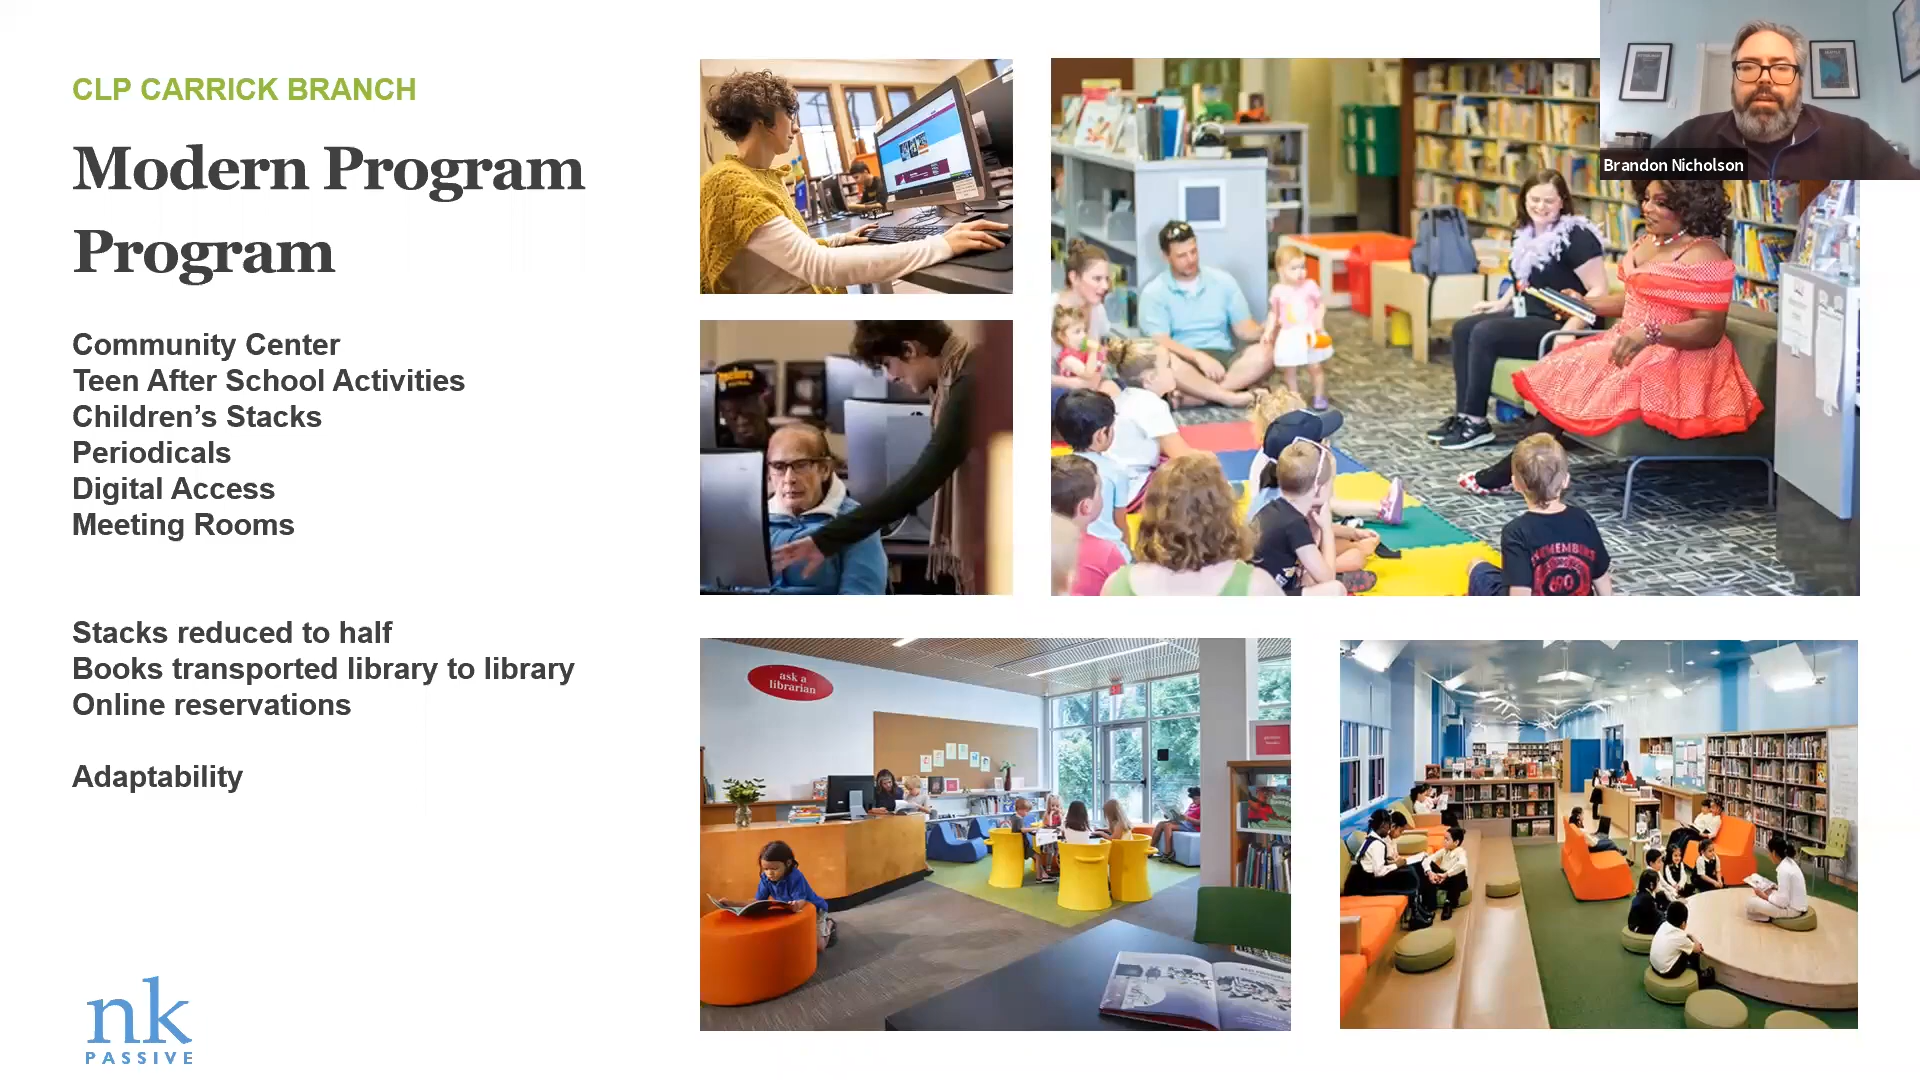 CLP CARRICK BRANCH
Modern Program
Program
Community Center
Teen After School Activities
Children’s Stacks
Periodicals
Digital Access
Meeting Rooms
Stacks reduced to half
Books transported library to library
Online reservations
Adaptability
nk
PASSIVE
Brandon Nicholson
ask a
librarian